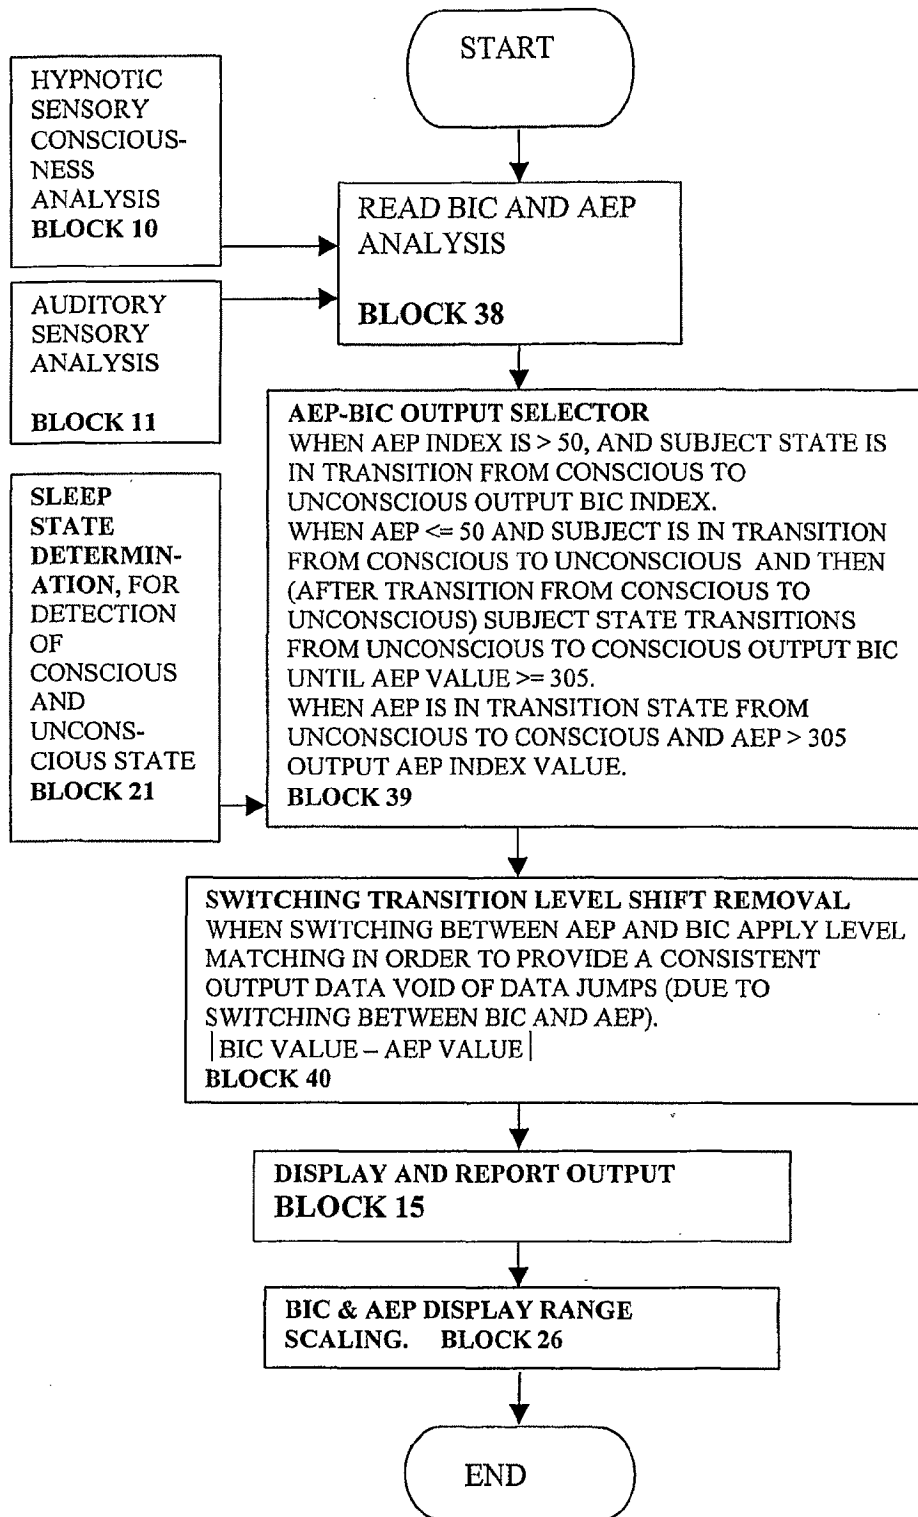 START
HYPNOTIC
SENSORY
CONSCIOUS-
NESS
ANALYSIS
BLOCK 10
READ BIC AND AEP
ANALYSIS
BLOCK 38
AUDITORY
SENSORY
ANALYSIS
BLOCK 11
AEP-BIC OUTPUT SELECTOR
WHEN AEP INDEX IS > 50, AND SUBJECT STATE IS
IN TRANSITION FROM CONSCIOUS TO
UNCONSCIOUS OUTPUT BIC INDEX.
WHEN AEP <= 50 AND SUBJECT IS IN TRANSITION
FROM CONSCIOUS TO UNCONSCIOUS AND THEN
(AFTER TRANSITION FROM CONSCIOUS TO
UNCONSCIOUS) SUBJECT STATE TRANSITIONS
FROM UNCONSCIOUS TO CONSCIOUS OUTPUT BIC
UNTIL AEP VALUE >= 305.
WHEN AEP IS IN TRANSITION STATE FROM
UNCONSCIOUS TO CONSCIOUS AND AEP > 305
OUTPUT AEP INDEX VALUE.
BLOCK 39
SLEEP
STATE
DETERMIN-
ATION, FOR
DETECTION
OF
CONSCIOUS
AND
UNCONS-
CIOUS STATE
BLOCK 21
SWITCHING TRANSITION LEVEL SHIFT REMOVAL
WHEN SWITCHING BETWEEN AEP AND BIC APPLY LEVEL
MATCHING IN ORDER TO PROVIDE A CONSISTENT
OUTPUT DATA VOID OF DATA JUMPS (DUE TO
SWITCHING BETWEEN BIC AND AEP).
|BIC VALUE – AEP VALUE|
BLOCK 40
DISPLAY AND REPORT OUTPUT
BLOCK 15
BIC & AEP DISPLAY RANGE
SCALING. BLOCK 26
END